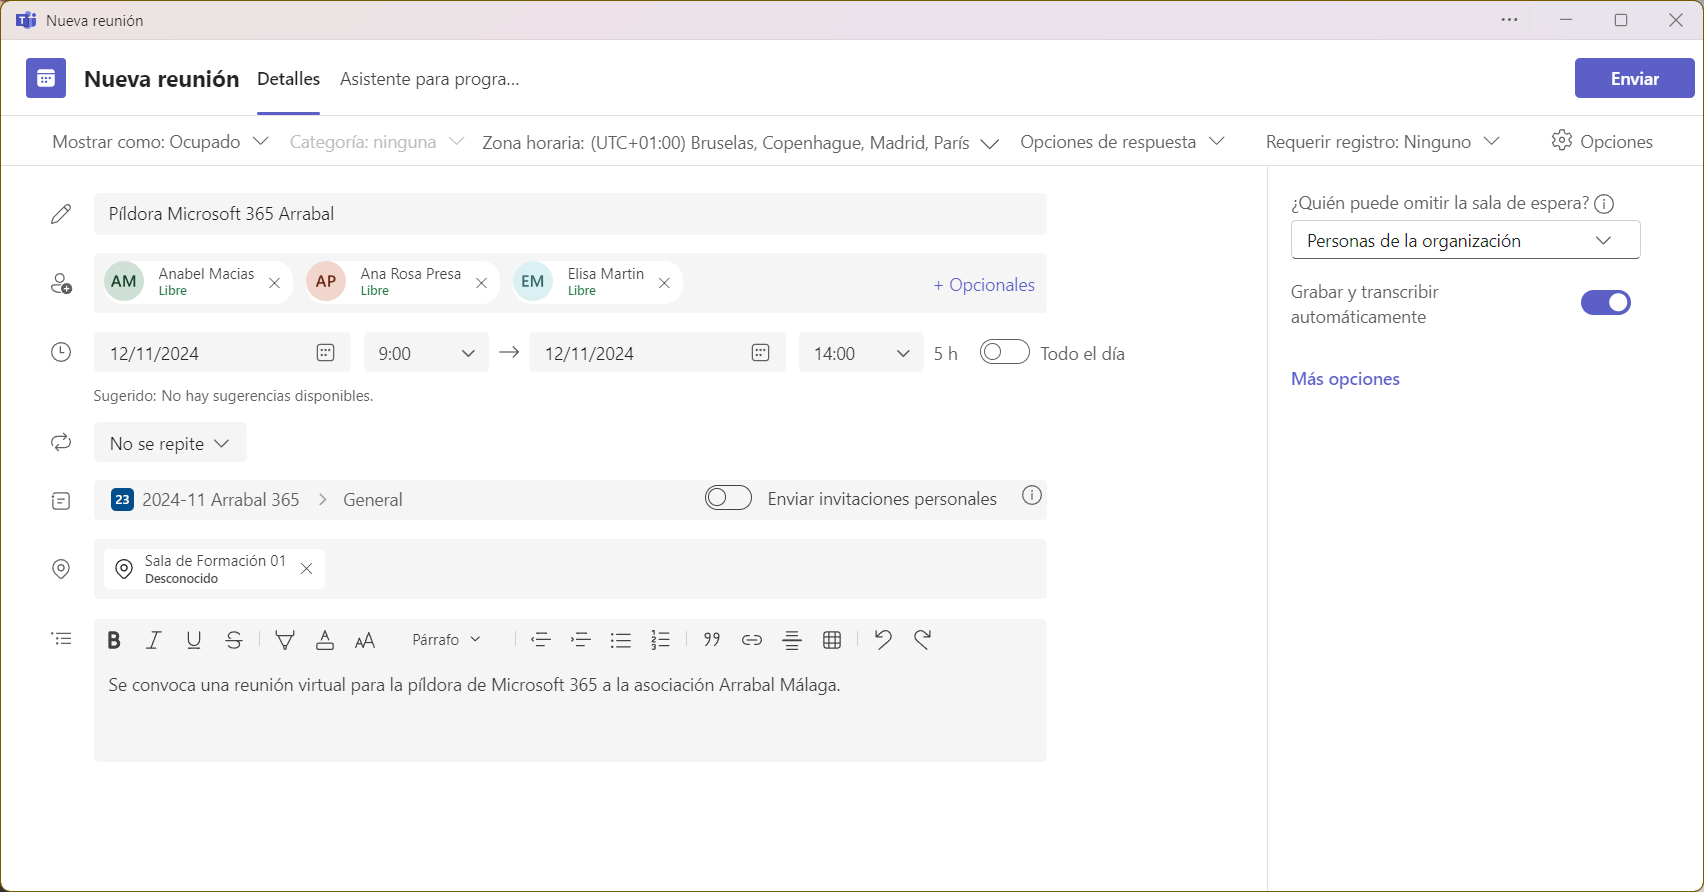 Nueva reunión
Nueva reunión Detalles Asistente para progra... Enviar
Mostrar como: Ocupado Categoría: ninguna Zona horaria: (UTC+01:00) Bruselas, Copenhague, Madrid, París Opciones de respuesta Requerir registro: Ninguno Opciones
Píldora Microsoft 365 Arrabal
AM Anabel Macias Libre AP Ana Rosa Presa Libre EM Elisa Martin Libre + Opcionales
12/11/2024 9:00 12/11/2024 14:00 5 h Todo el día
Sugerido: No hay sugerencias disponibles.
No se repite
23 2024-11 Arrabal 365 > General Enviar invitaciones personales
Sala de Formación 01
Desconocido
B I U S A AA Párrafo
Se convoca una reunión virtual para la píldora de Microsoft 365 a la asociación Arrabal Málaga.
¿Quién puede omitir la sala de espera?
Personas de la organización
Grabar y transcribir
automáticamente
Más opciones